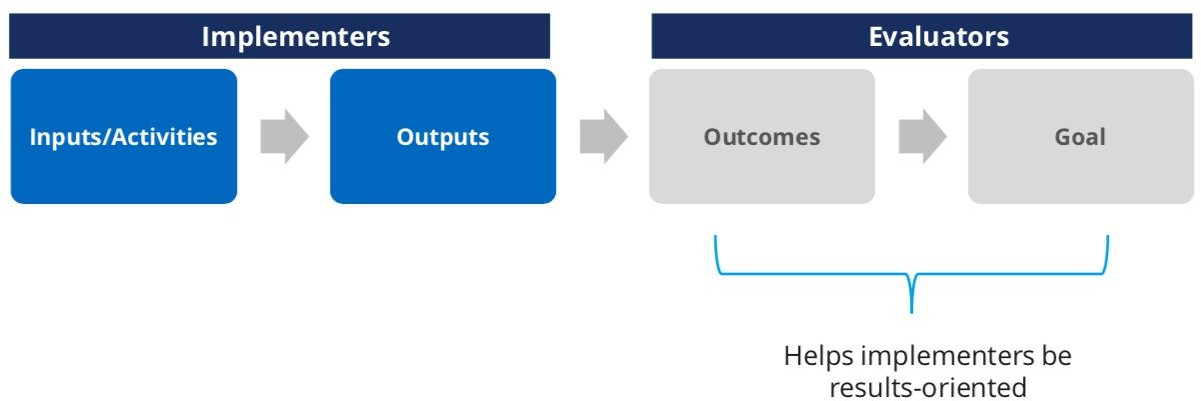 Implementers
Evaluators
Inputs/Activities
Outputs
Outcomes
Goal
Helps implementers be
results-oriented